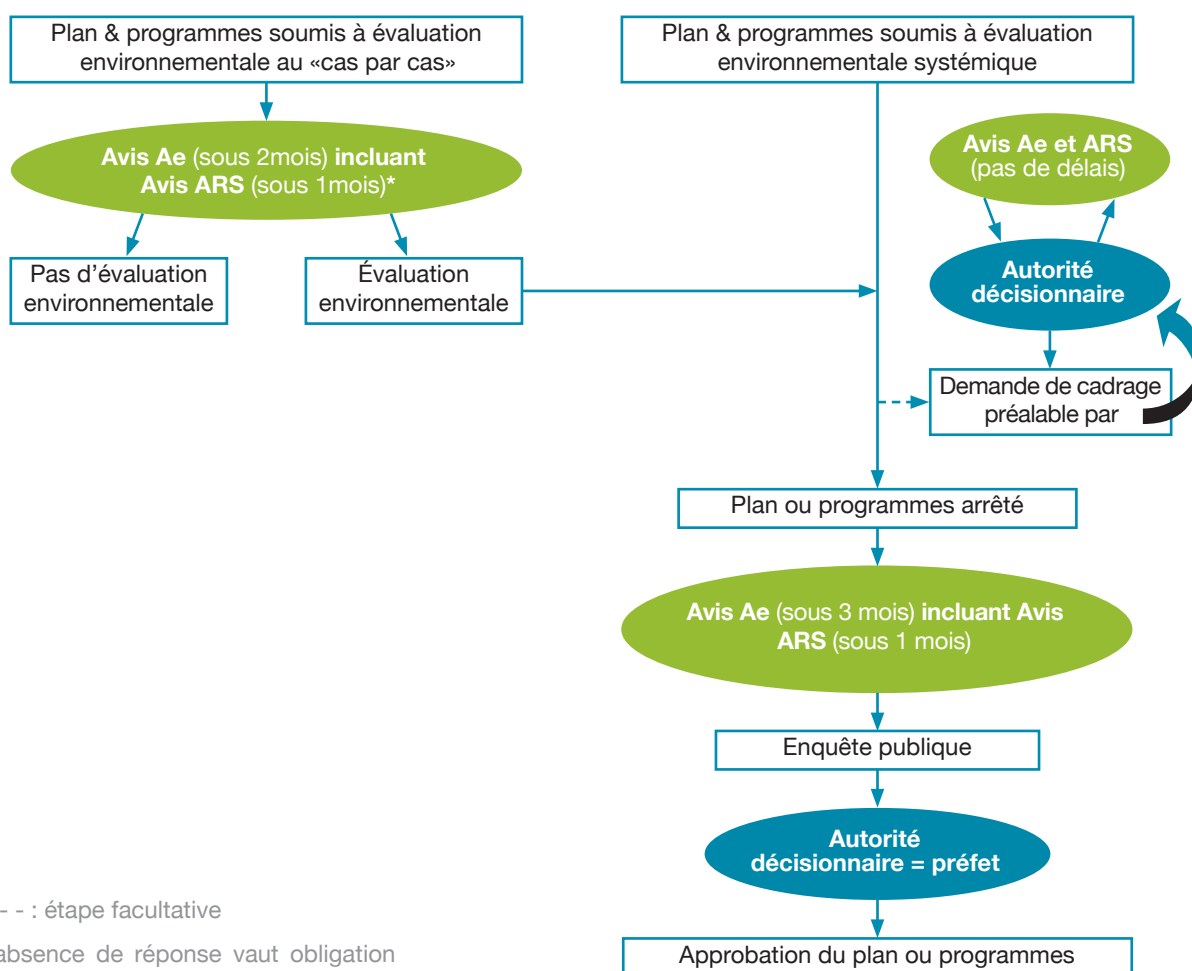 Plan & programmes soumis à évaluation
environnementale au «cas par cas»
Avis Ae (sous 2mois) incluant
Avis ARS (sous 1mois)*
Pas d'évaluation
environnementale
Évaluation
environnementale
Plan & programmes soumis à évaluation
environnementale systémique
Avis Ae et ARS
(pas de délais)
Autorité
décisionnaire
Demande de cadrage
préalable par
Plan ou programmes arrêté
Avis Ae (sous 3 mois) incluant Avis
ARS (sous 1 mois)
Enquête publique
Autorité
décisionnaire = préfet
Approbation du plan ou programmes
- - : étape facultative
absence de réponse vaut obligation